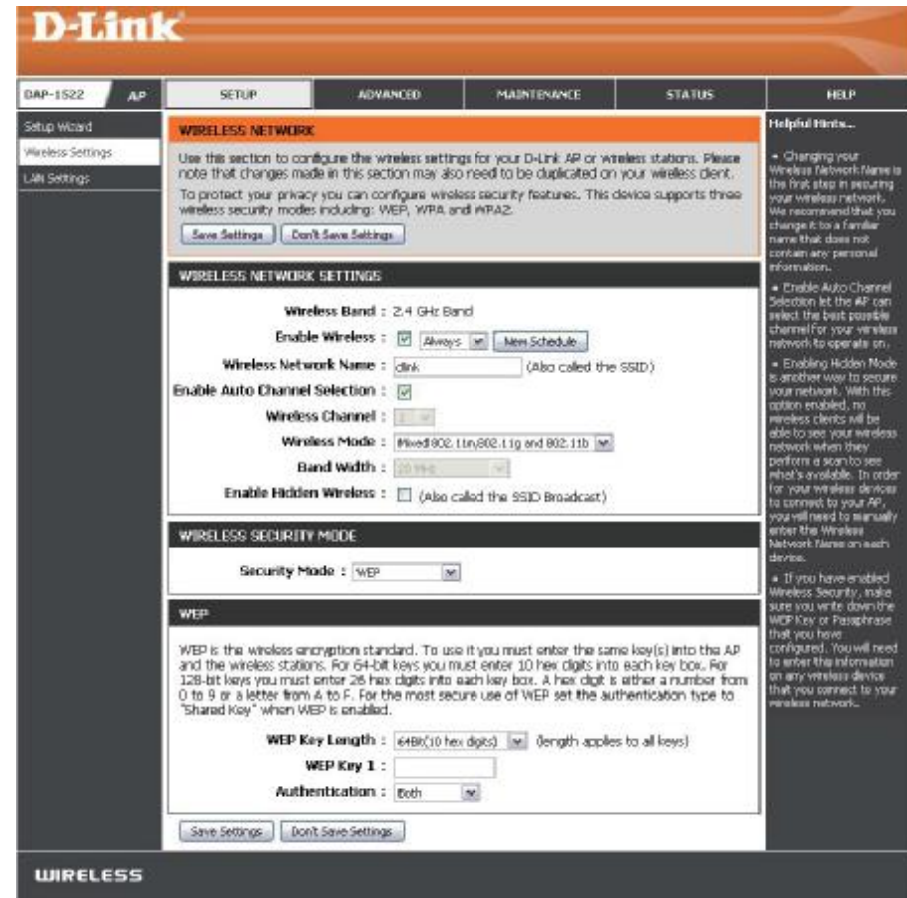 D-Link
DAP-1522 AP SETUP ADVANCED MAINTENANCE STATUS HELP
Setup Wizard
Wireless Settings
LAN Settings
WIRELESS NETWORK
Use this section to configure the wireless settings for your D-Link AP or wireless stations. Please
note that changes made in this section may also need to be duplicated on your wireless client.
To protect your privacy you can configure wireless security features. This device supports three
wireless security modes including: WEP, WPA and WPA2.
Save Settings Don't Save Settings
WIRELESS NETWORK SETTINGS
Wireless Band : 2.4 GHz Band
Enable Wireless : Always New Schedule
Wireless Network Name : dlink (Also called the SSID)
Enable Auto Channel Selection :
Wireless Channel : 1
Wireless Mode : Mixed 802.11n,802.11g and 802.11b
Band Width : 20 MHz
Enable Hidden Wireless : (Also called the SSID Broadcast)
WIRELESS SECURITY MODE
Security Mode : WEP
WEP
WEP is the wireless encryption standard. To use it you must enter the same key(s) into the AP
and the wireless stations. For 64-bit keys you must enter 10 hex digits into each key box. For
128-bit keys you must enter 26 hex digits into each key box. A hex digit is either a number from
0 to 9 or a letter from A to F. For the most secure use of WEP set the authentication type to
"Shared Key" when WEP is enabled.
WEP Key Length : 64Bit(10 hex digits) (length applies to all keys)
WEP Key 1 :
Authentication : Both
Save Settings Don't Save Settings
Helpful Hints...
• Changing your
Wireless Network Name is
the first step in securing
your wireless network.
We recommend that you
change it to a familiar
name that does not
contain any personal
information.
• Enable Auto Channel
Selection let the AP can
select the best possible
channel for your wireless
network to operate on.
• Enabling Hidden Mode
is another way to secure
your network. With this
option enabled, no
wireless clients will be
able to see your wireless
network when they
perform a scan to see
what's available. In order
for your wireless devices
to connect to your AP,
you will need to manually
enter the Wireless
Network Name on each
device.
• If you have enabled
Wireless Security, make
sure you write down the
WEP Key or Passphrase
that you have
configured. You will need
to enter this information
on any wireless device
that you connect to your
wireless network.
WIRELESS